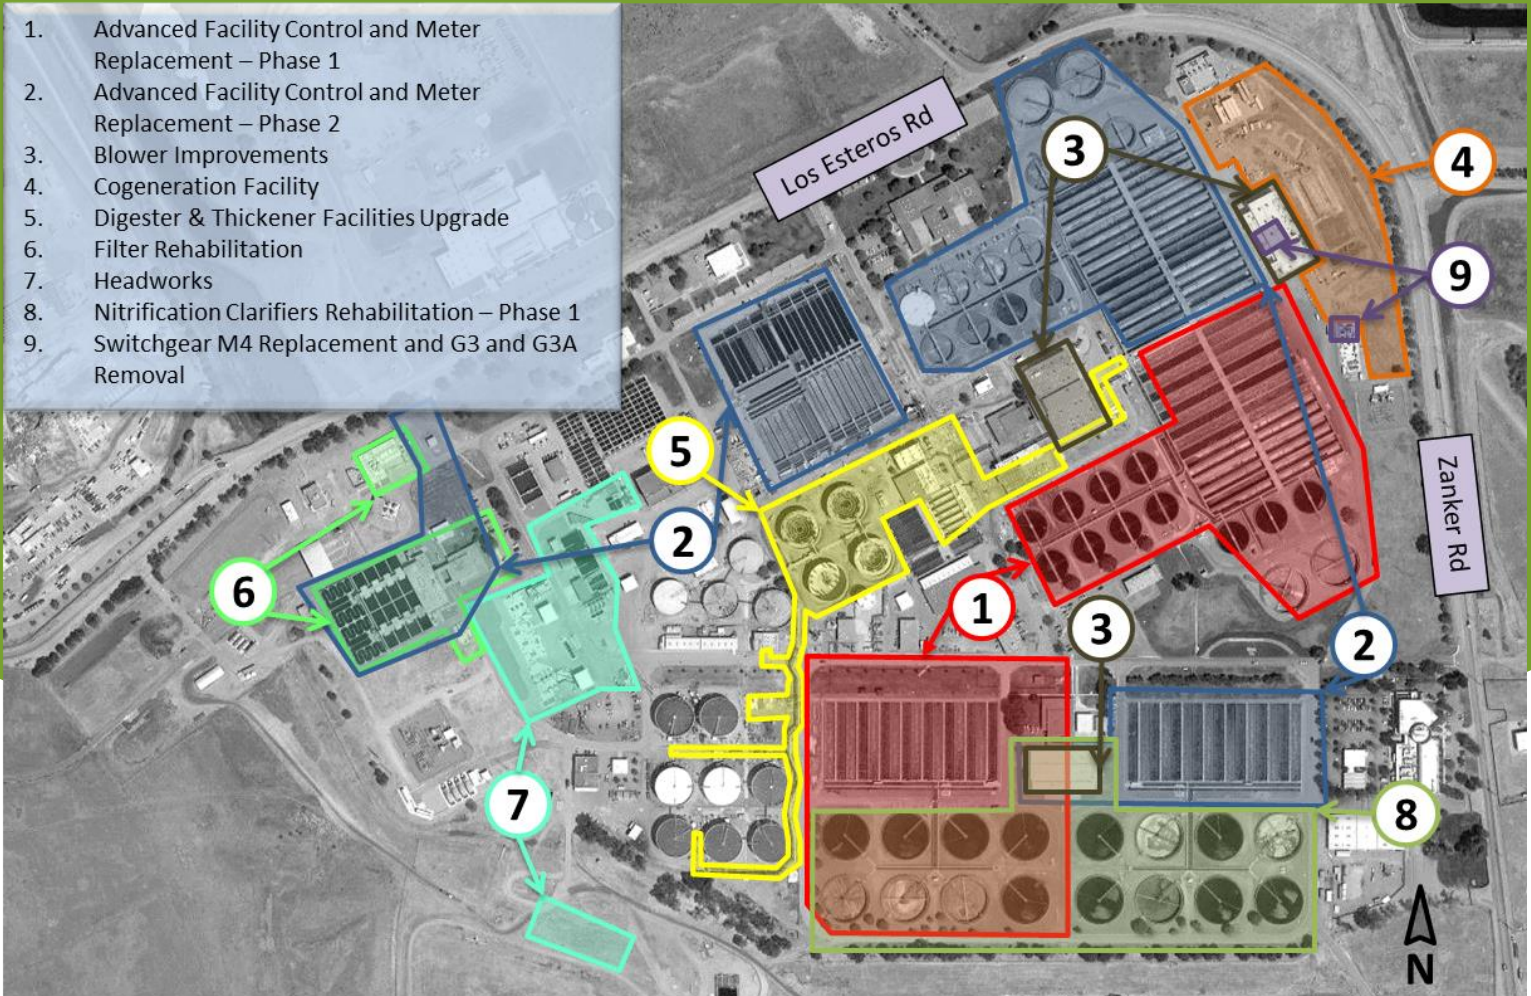 1. Advanced Facility Control and Meter
Replacement – Phase 1
2. Advanced Facility Control and Meter
Replacement – Phase 2
3. Blower Improvements
4. Cogeneration Facility
5. Digester & Thickener Facilities Upgrade
6. Filter Rehabilitation
7. Headworks
8. Nitrification Clarifiers Rehabilitation – Phase 1
9. Switchgear M4 Replacement and G3 and G3A
Removal
Los Esteros Rd
3
4
9
5
Zanker Rd
2
6
1
3
2
7
8
N